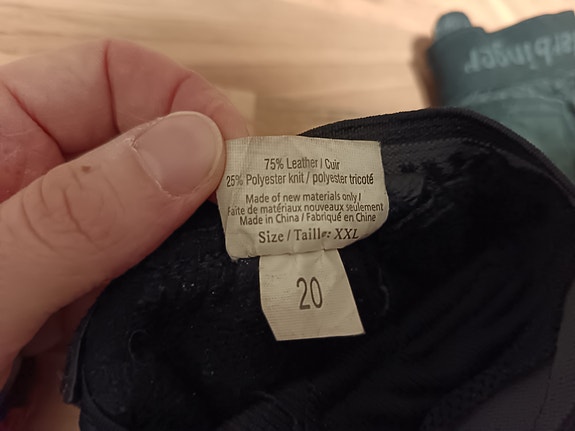 75% Leather / Cuir
25% Polyester knit / polyester tricoté
Made of new materials only /
Faite de matériaux nouveaux seulement
Made in China / Fabriqué en Chine
Size / Taille: XXL
20